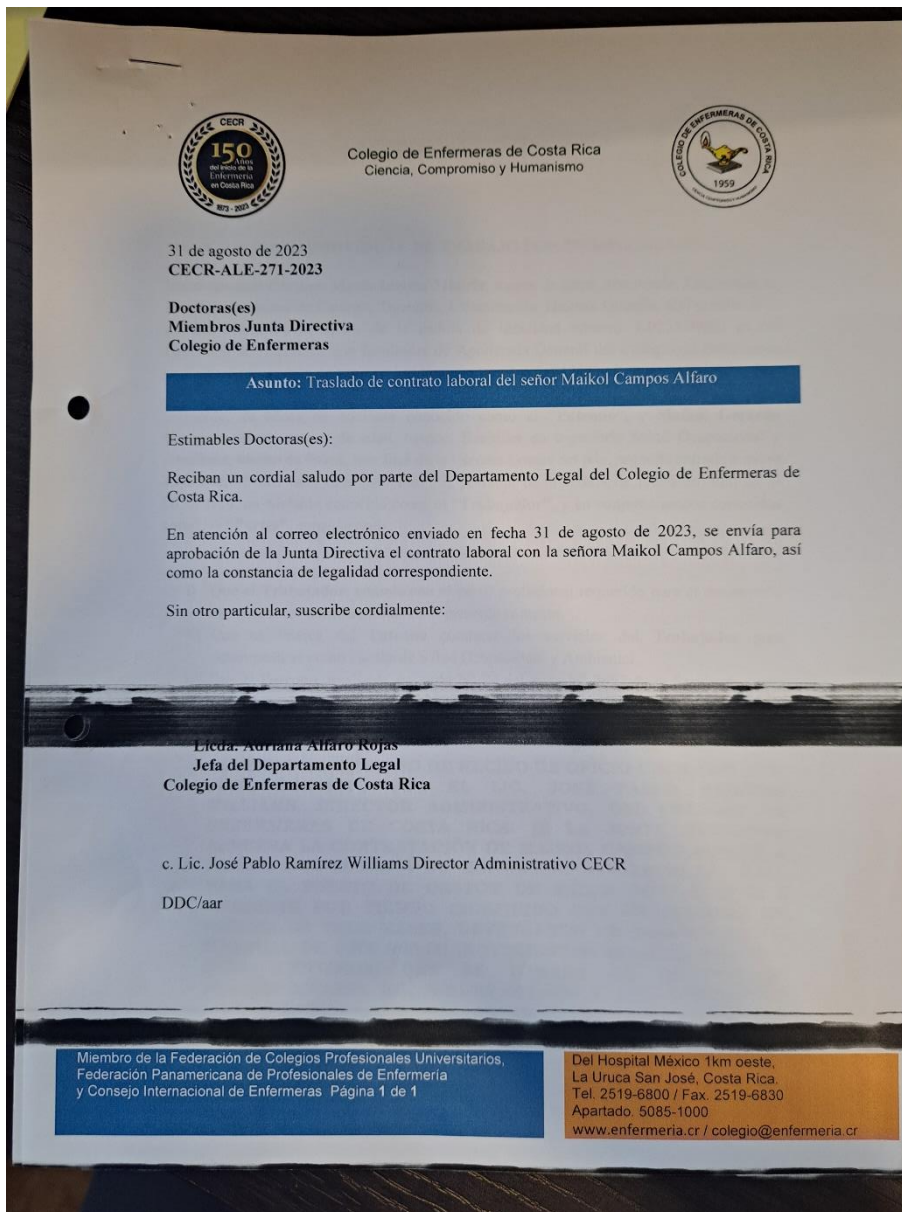 CECR
150
Años
del Inicio de la
Enfermería
en Costa Rica
1873 - 2023
Colegio de Enfermeras de Costa Rica
Ciencia, Compromiso y Humanismo
COLEGIO DE ENFERMERAS DE COSTA RICA
1959
31 de agosto de 2023
CECR-ALE-271-2023
Doctoras(es)
Miembros Junta Directiva
Colegio de Enfermeras
Asunto: Traslado de contrato laboral del señor Maikol Campos Alfaro
Estimables Doctoras(es):
Reciban un cordial saludo por parte del Departamento Legal del Colegio de Enfermeras de
Costa Rica.
En atención al correo electrónico enviado en fecha 31 de agosto de 2023, se envía para
aprobación de la Junta Directiva el contrato laboral con la señora Maikol Campos Alfaro, así
como la constancia de legalidad correspondiente.
Sin otro particular, suscribe cordialmente:
Licda. Adriana Alfaro Rojas
Jefa del Departamento Legal
Colegio de Enfermeras de Costa Rica
c. Lic. José Pablo Ramírez Williams Director Administrativo CECR
DDC/aar
Miembro de la Federación de Colegios Profesionales Universitarios,
Federación Panamericana de Profesionales de Enfermería
y Consejo Internacional de Enfermeras Página 1 de 1
Del Hospital México 1km oeste,
La Uruca San José, Costa Rica.
Tel. 2519-6800 / Fax. 2519-6830
Apartado. 5085-1000
www.enfermeria.cr / colegio@enfermeria.cr